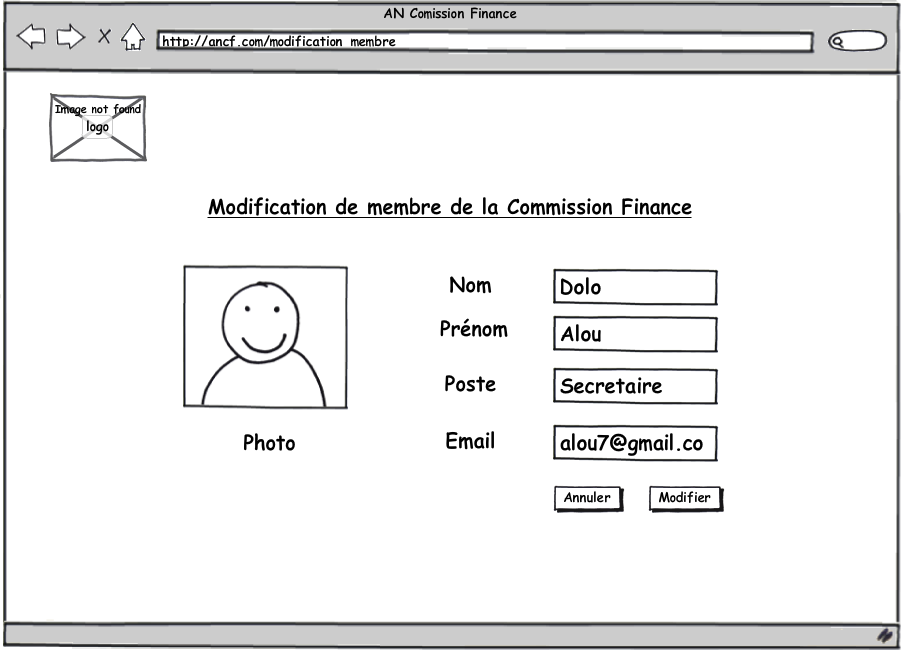 AN Comission Finance
http://ancf.com/modification_membre
Image not found
logo
Modification de membre de la Commission Finance
Nom
Dolo
Prénom
Alou
Poste
Secretaire
Photo
Email
alou7@gmail.co
Annuler
Modifier